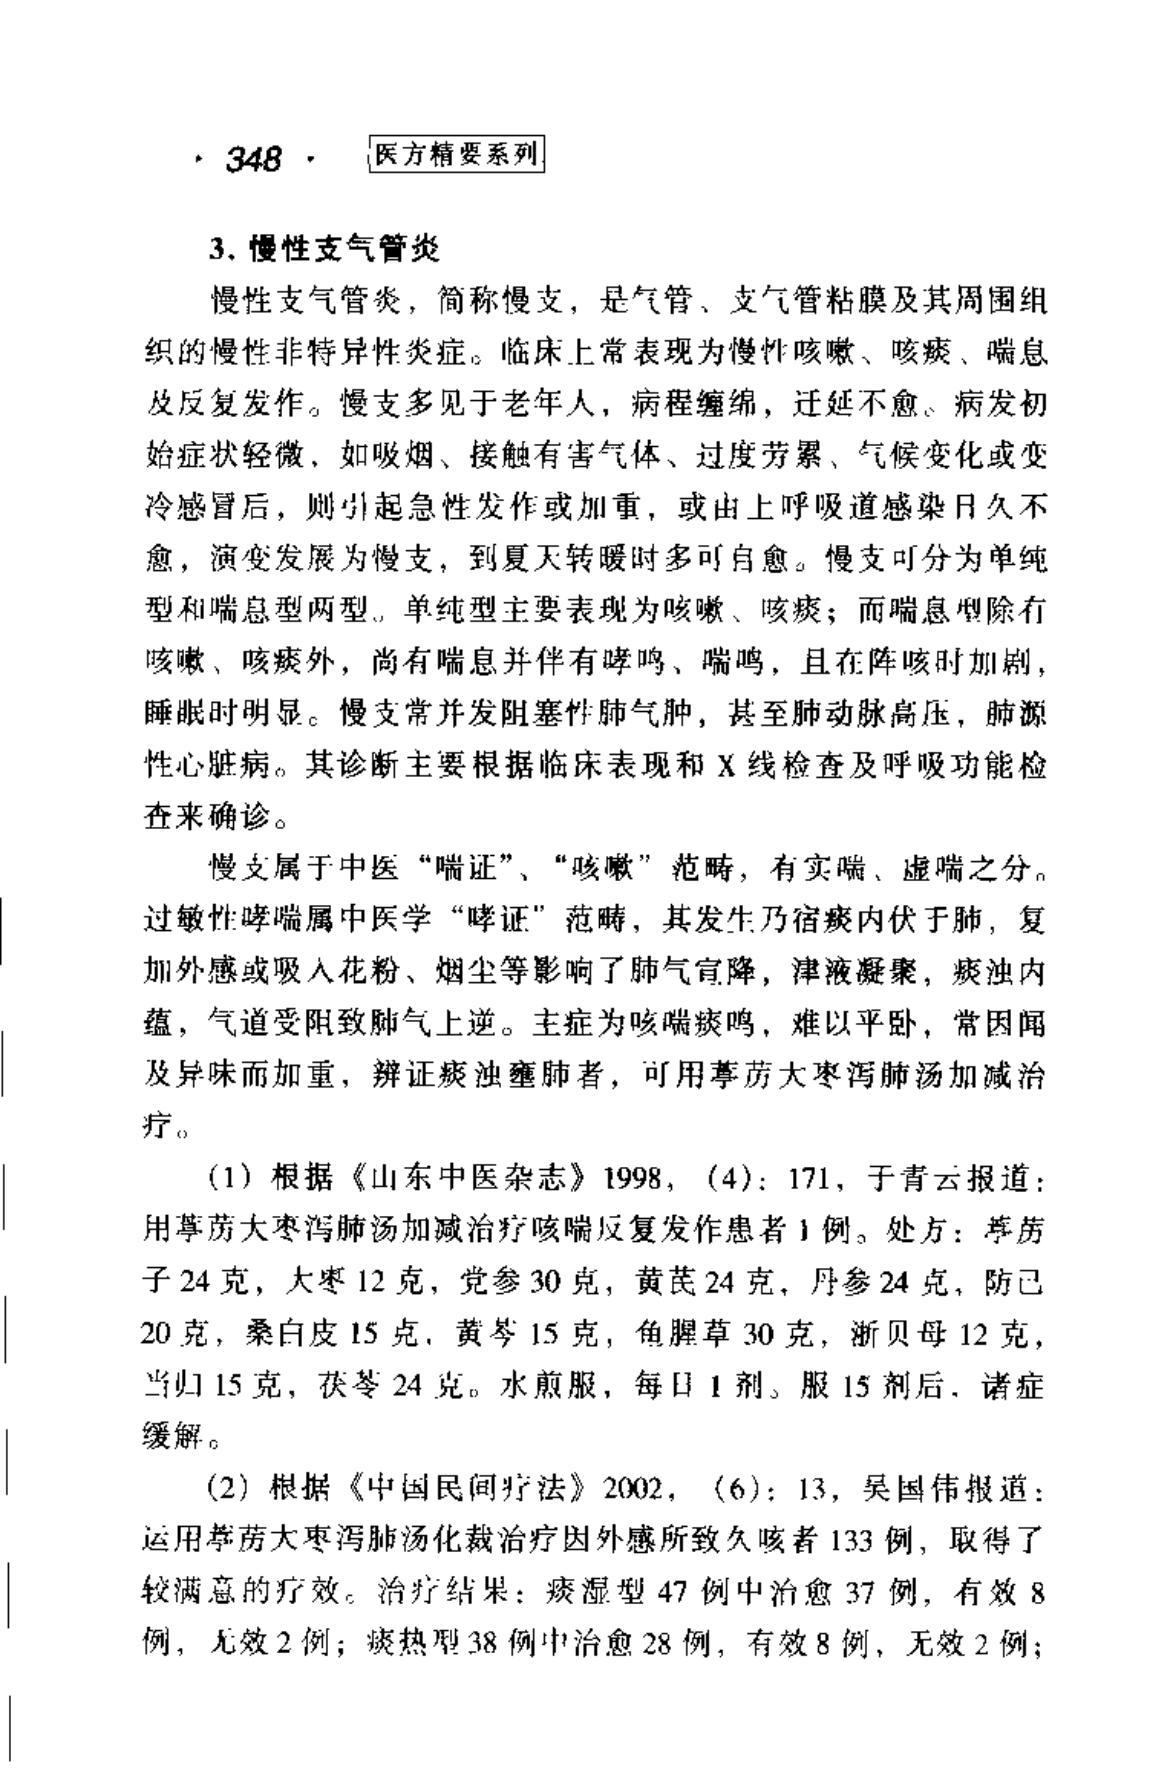 · 348 · 医方精要系列
3. 慢性支气管炎
慢性支气管炎，简称慢支，是气管、支气管粘膜及其周围组
织的慢性非特异性炎症。临床上常表现为慢性咳嗽、咳痰、喘息
及反复发作。慢支多见于老年人，病程缠绵，迁延不愈。病发初
始症状轻微，如吸烟、接触有害气体、过度劳累、气候变化或变
冷感冒后，则引起急性发作或加重，或由上呼吸道感染日久不
愈，演变发展为慢支，到夏天转暖时多可自愈。慢支可分为单纯
型和喘息型两型。单纯型主要表现为咳嗽、咳痰；而喘息型除有
咳嗽、咳痰外，尚有喘息并伴有哮鸣、喘鸣，且在阵咳时加剧，
睡眠时明显。慢支常并发阻塞性肺气肿，甚至肺动脉高压，肺源
性心脏病。其诊断主要根据临床表现和 X 线检查及呼吸功能检
查来确诊。
慢支属于中医“喘证”、“咳嗽”范畴，有实喘、虚喘之分。
过敏性哮喘属中医学“哮证”范畴，其发生乃宿痰内伏于肺，复
加外感或吸入花粉、烟尘等影响了肺气宣降，津液凝聚，痰浊内
蕴，气道受阻致肺气上逆。主症为咳喘痰鸣，难以平卧，常因闻
及异味而加重，辨证痰浊壅肺者，可用葶苈大枣泻肺汤加减治
疗。
(1) 根据《山东中医杂志》1998，(4)：171，于青云报道：
用葶苈大枣泻肺汤加减治疗咳喘反复发作患者 1 例。处方：葶苈
子 24 克，大枣 12 克，党参 30 克，黄芪 24 克，丹参 24 克，防己
20 克，桑白皮 15 克，黄芩 15 克，鱼腥草 30 克，浙贝母 12 克，
当归 15 克，茯苓 24 克。水煎服，每日 1 剂。服 15 剂后，诸症
缓解。
(2) 根据《中国民间疗法》2002，(6)：13，吴国伟报道：
运用葶苈大枣泻肺汤化裁治疗因外感所致久咳者 133 例，取得了
较满意的疗效。治疗结果：痰湿型 47 例中治愈 37 例，有效 8
例，无效 2 例；痰热型 38 例中治愈 28 例，有效 8 例，无效 2 例；